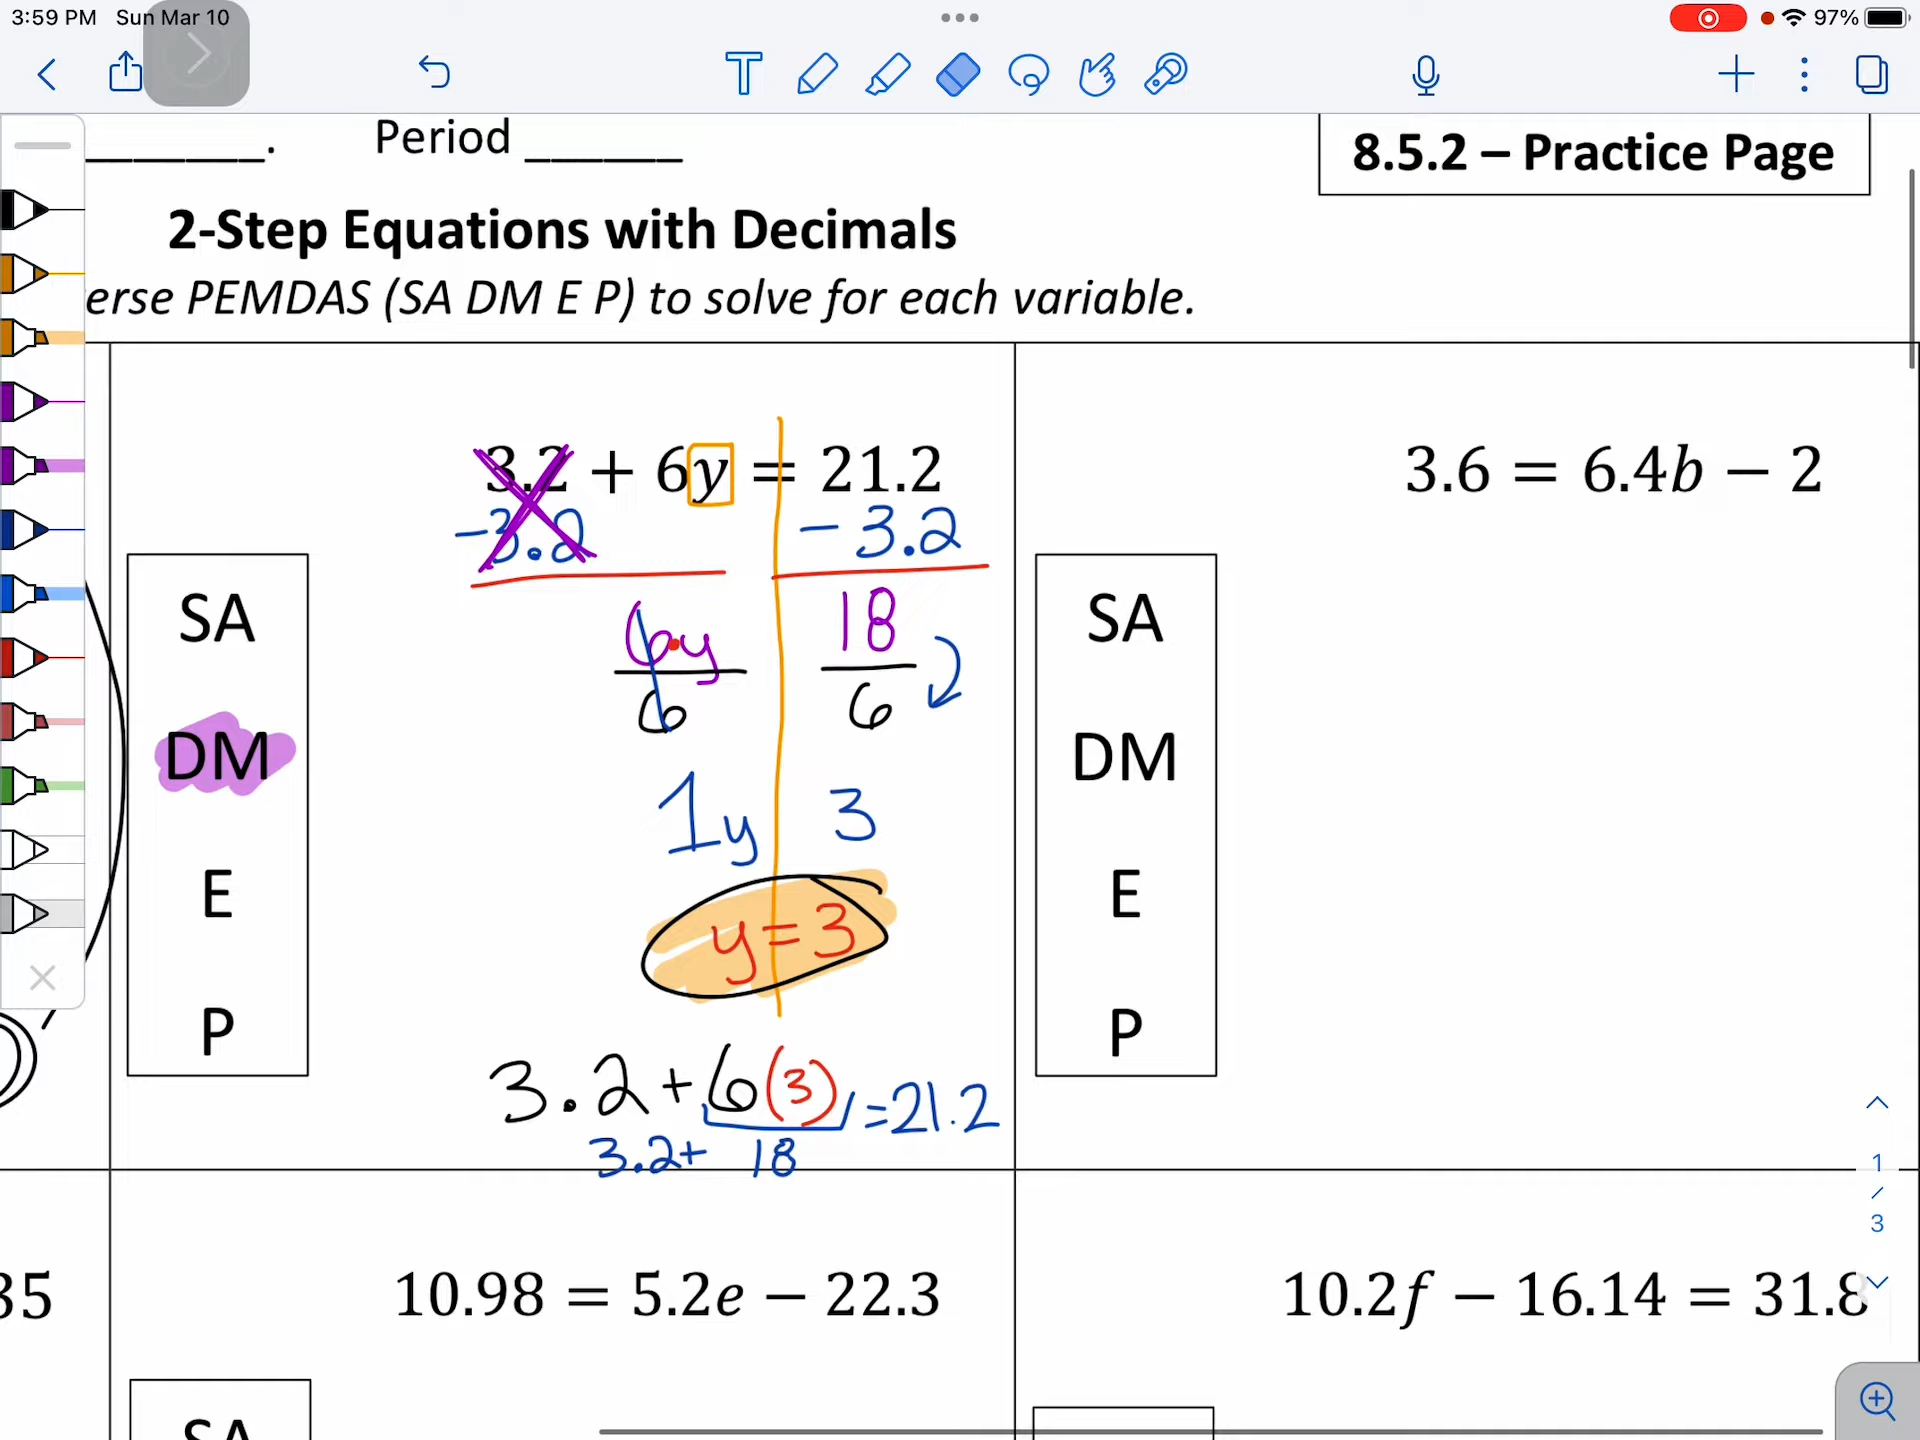 3:59 PM Sun Mar 10
97%
Period ______
8.5.2 – Practice Page
2-Step Equations with Decimals
erse PEMDAS (SA DM E P) to solve for each variable.
3.2 + 6y = 21.2
-3.2 - 3.2
6•y 18
6 6
1y 3
y=3
3.2+6(3)=21.2
3.2+ 18
SA
DM
E
P
3.6 = 6.4b − 2
SA
DM
E
P
1
/
3
35
10.98 = 5.2e − 22.3
10.2f − 16.14 = 31.8
SA